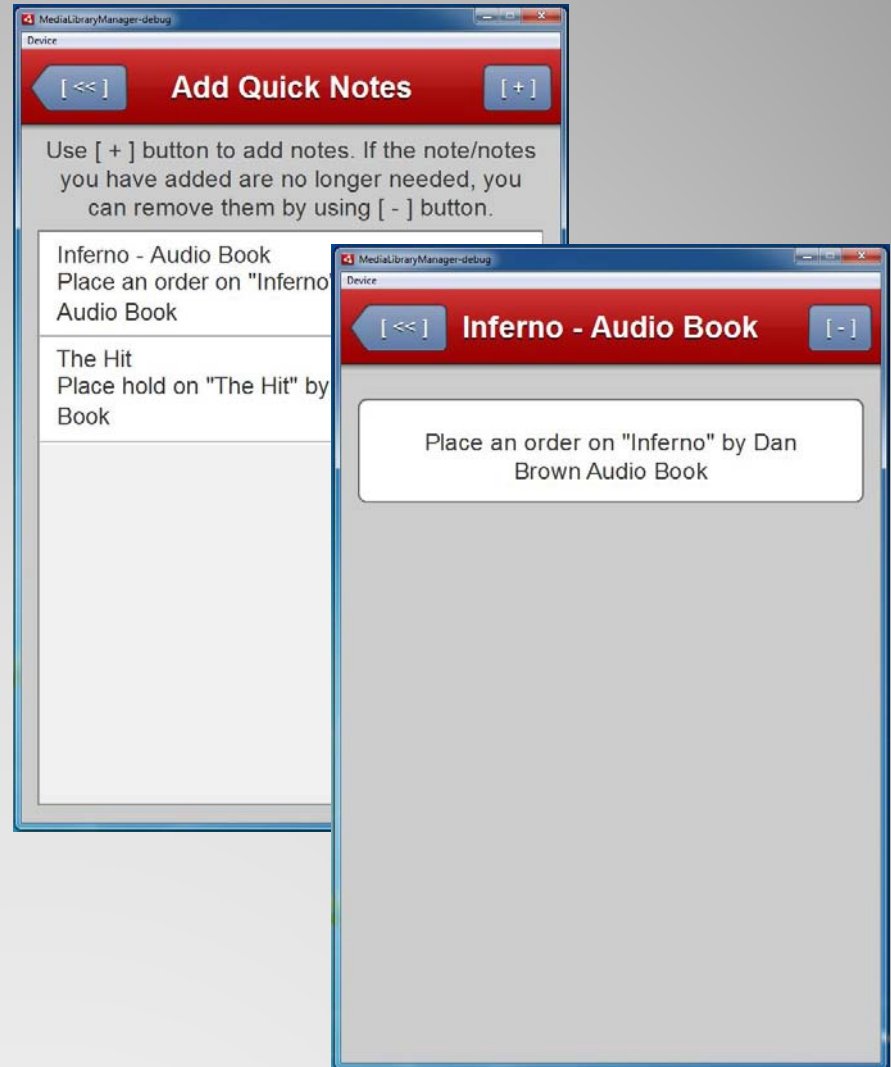 MediaLibraryManager-debug
Device
[ << ] Add Quick Notes [ + ]
Use [ + ] button to add notes. If the note/notes
you have added are no longer needed, you
can remove them by using [ - ] button.
Inferno - Audio Book
Place an order on "Inferno"
Audio Book
The Hit
Place hold on "The Hit" by
Book
MediaLibraryManager-debug
Device
[ << ] Inferno - Audio Book [ - ]
Place an order on "Inferno" by Dan
Brown Audio Book